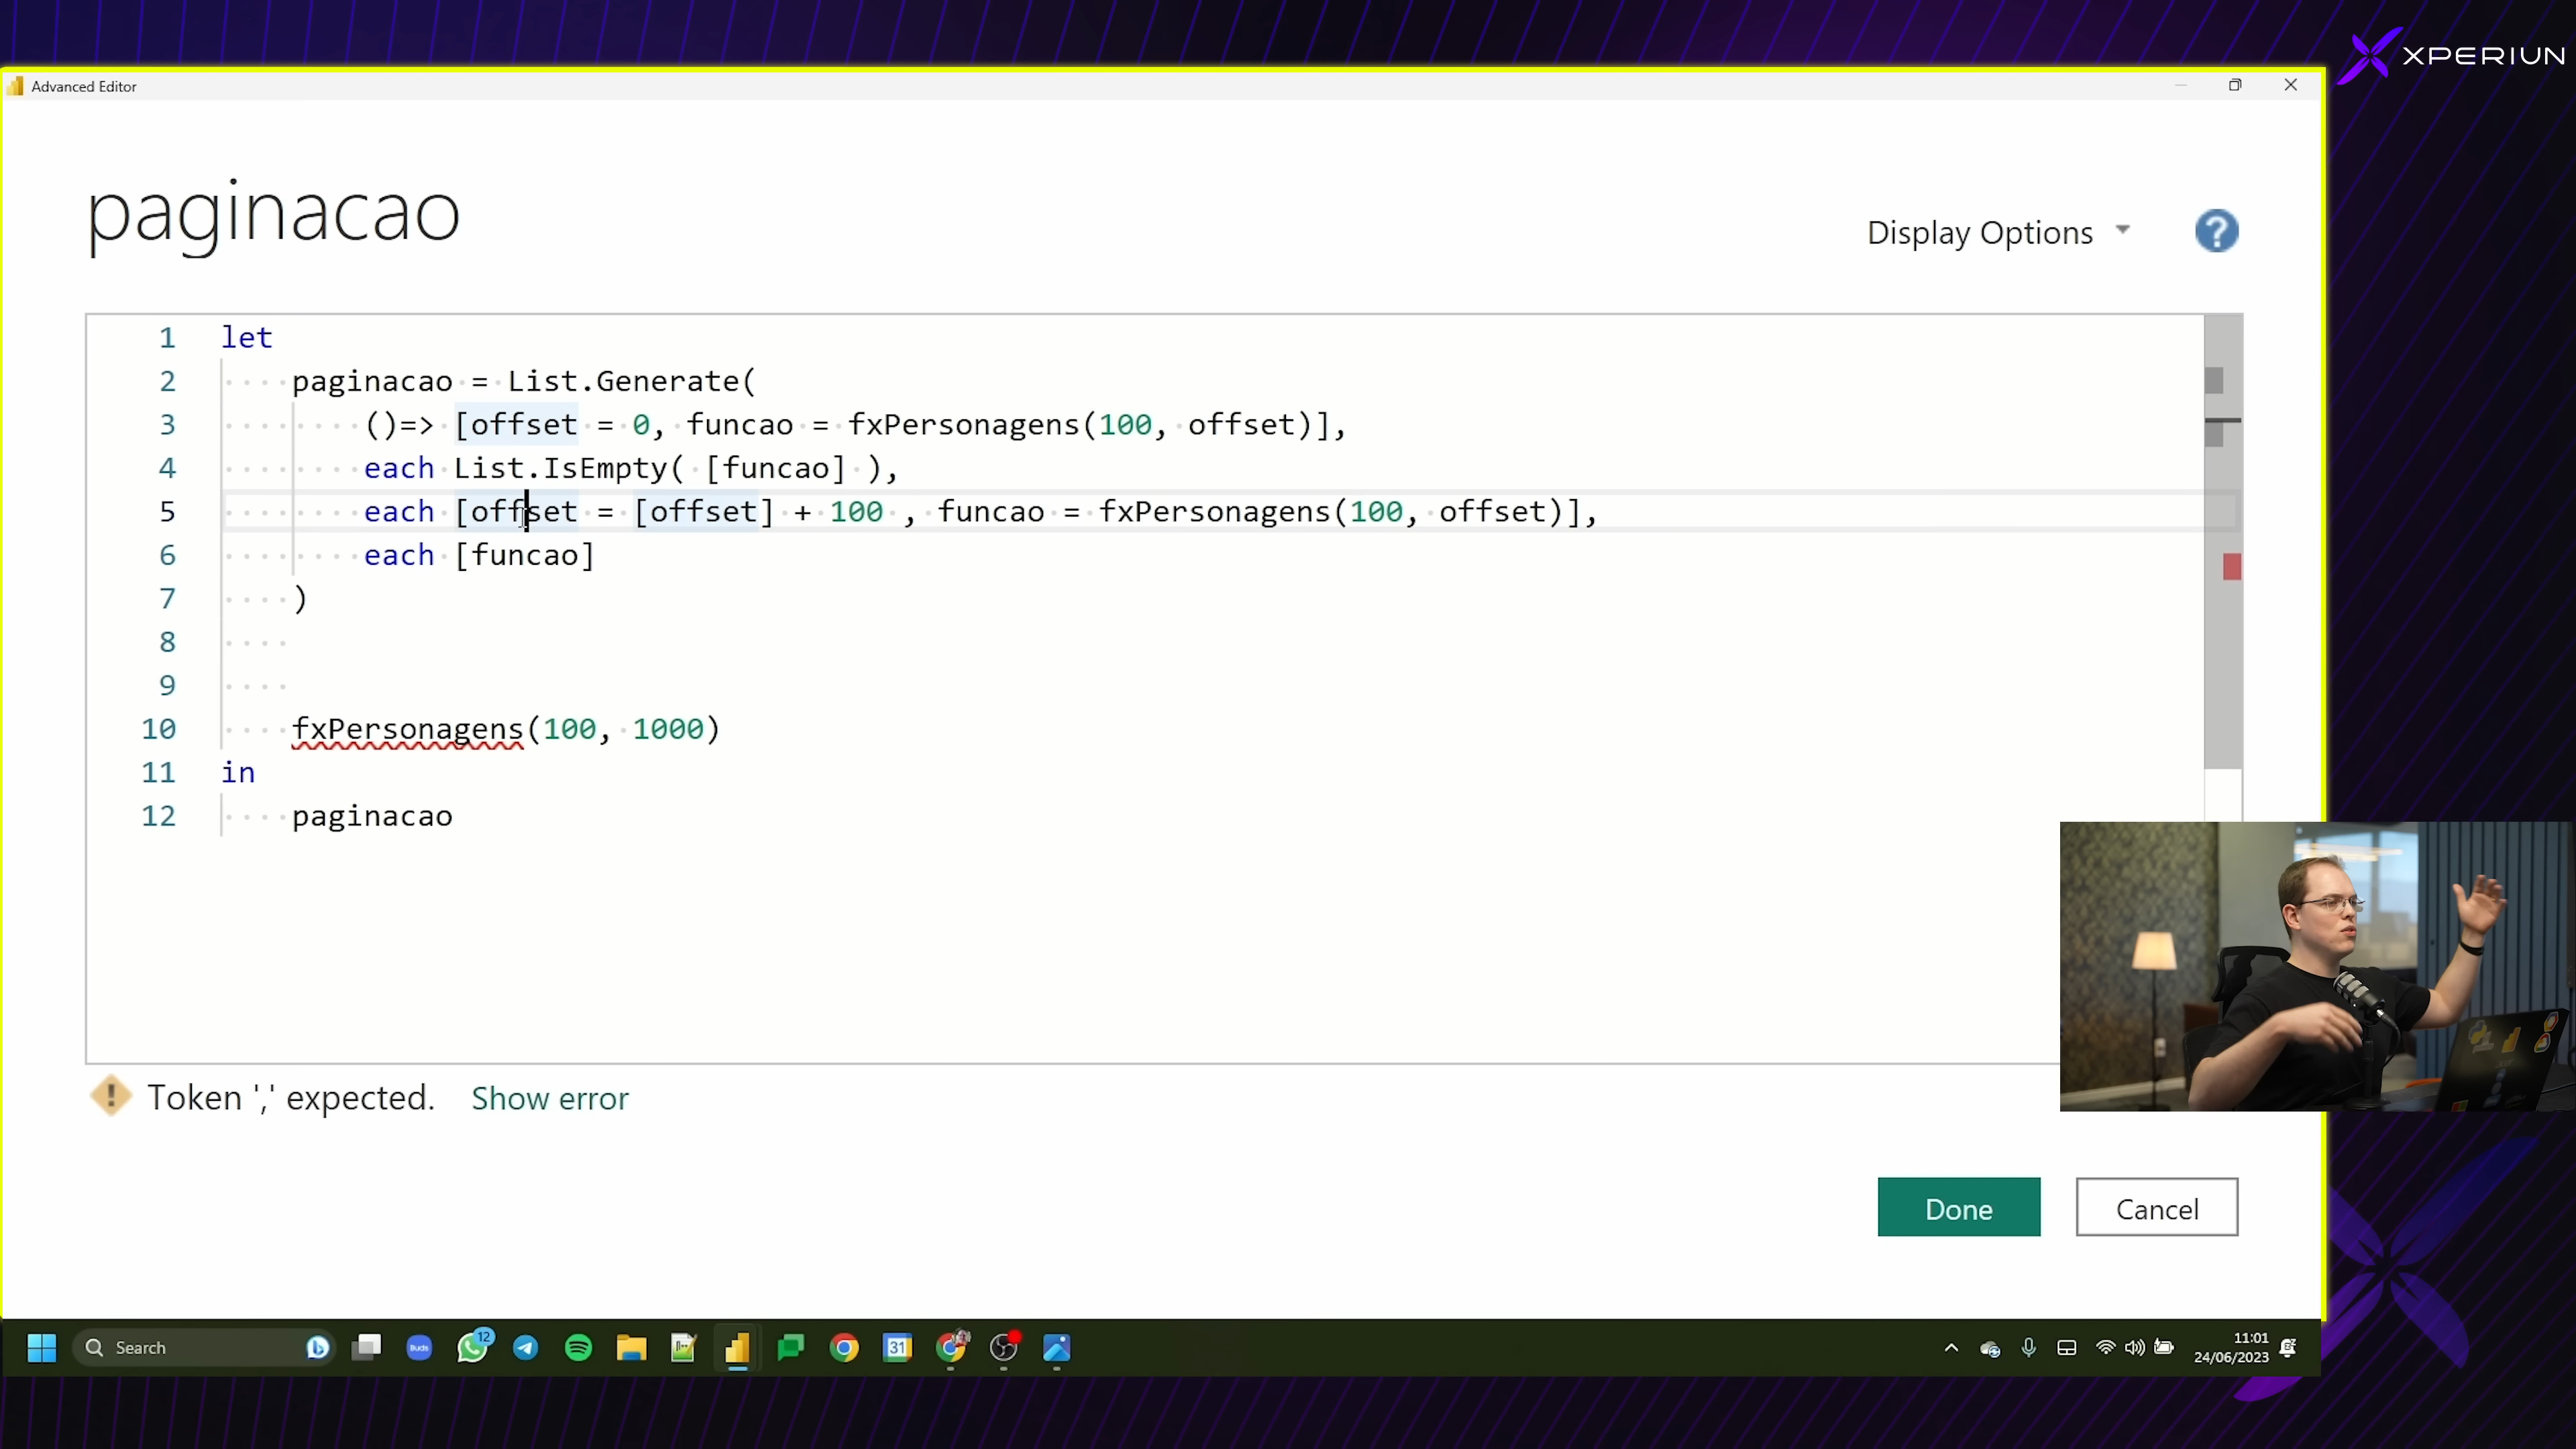 XPERIUN
Advanced Editor
paginacao
Display Options
?
1 let
2 paginacao = List.Generate(
3 ()=> [offset = 0, funcao = fxPersonagens(100, offset)],
4 each List.IsEmpty( [funcao] ),
5 each [offset = [offset] + 100 , funcao = fxPersonagens(100, offset)],
6 each [funcao]
7 )
8
9
10 fxPersonagens(100, 1000)
11 in
12 paginacao
! Token ',' expected. Show error
Done Cancel
Search
Buds
12
31
11:01
24/06/2023